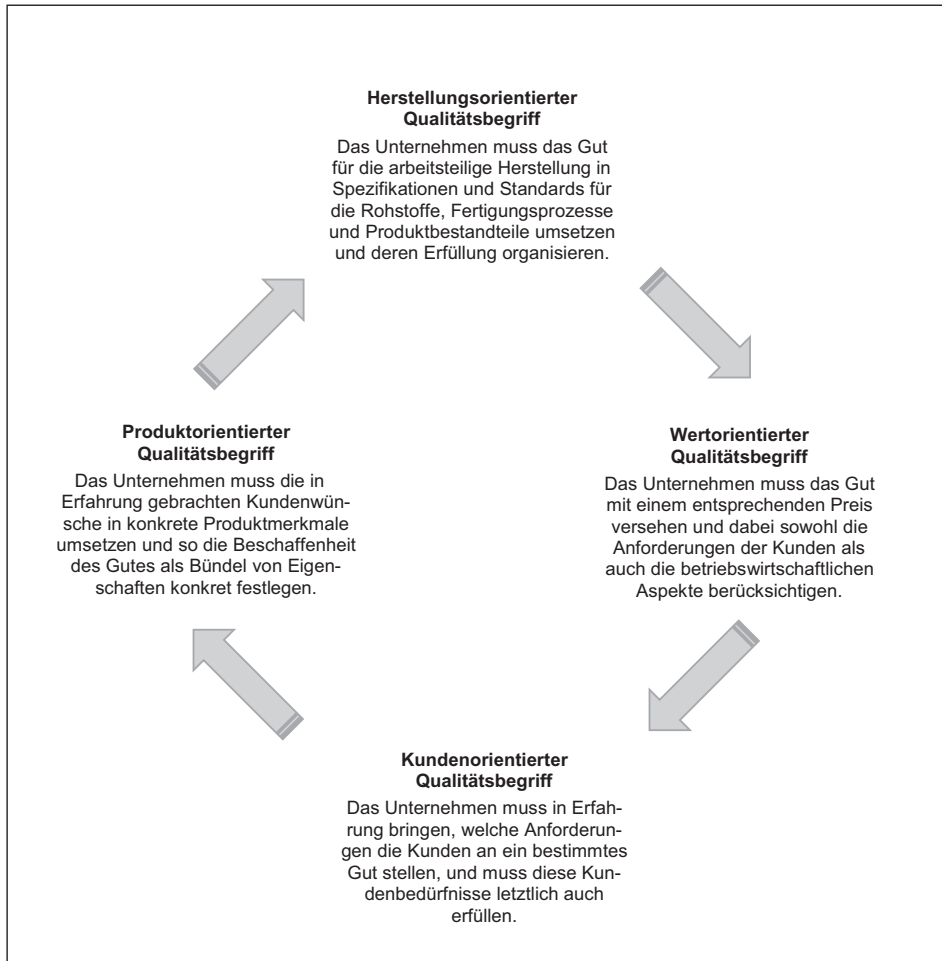 Herstellungsorientierter
Qualitätsbegriff
Das Unternehmen muss das Gut
für die arbeitsteilige Herstellung in
Spezifikationen und Standards für
die Rohstoffe, Fertigungsprozesse
und Produktbestandteile umsetzen
und deren Erfüllung organisieren.
Produktorientierter
Qualitätsbegriff
Das Unternehmen muss die in
Erfahrung gebrachten Kundenwün-
sche in konkrete Produktmerkmale
umsetzen und so die Beschaffenheit
des Gutes als Bündel von Eigen-
schaften konkret festlegen.
Wertorientierter
Qualitätsbegriff
Das Unternehmen muss das Gut
mit einem entsprechenden Preis
versehen und dabei sowohl die
Anforderungen der Kunden als
auch die betriebswirtschaftlichen
Aspekte berücksichtigen.
Kundenorientierter
Qualitätsbegriff
Das Unternehmen muss in Erfah-
rung bringen, welche Anforderun-
gen die Kunden an ein bestimmtes
Gut stellen, und muss diese Kun-
denbedürfnisse letztlich auch
erfüllen.